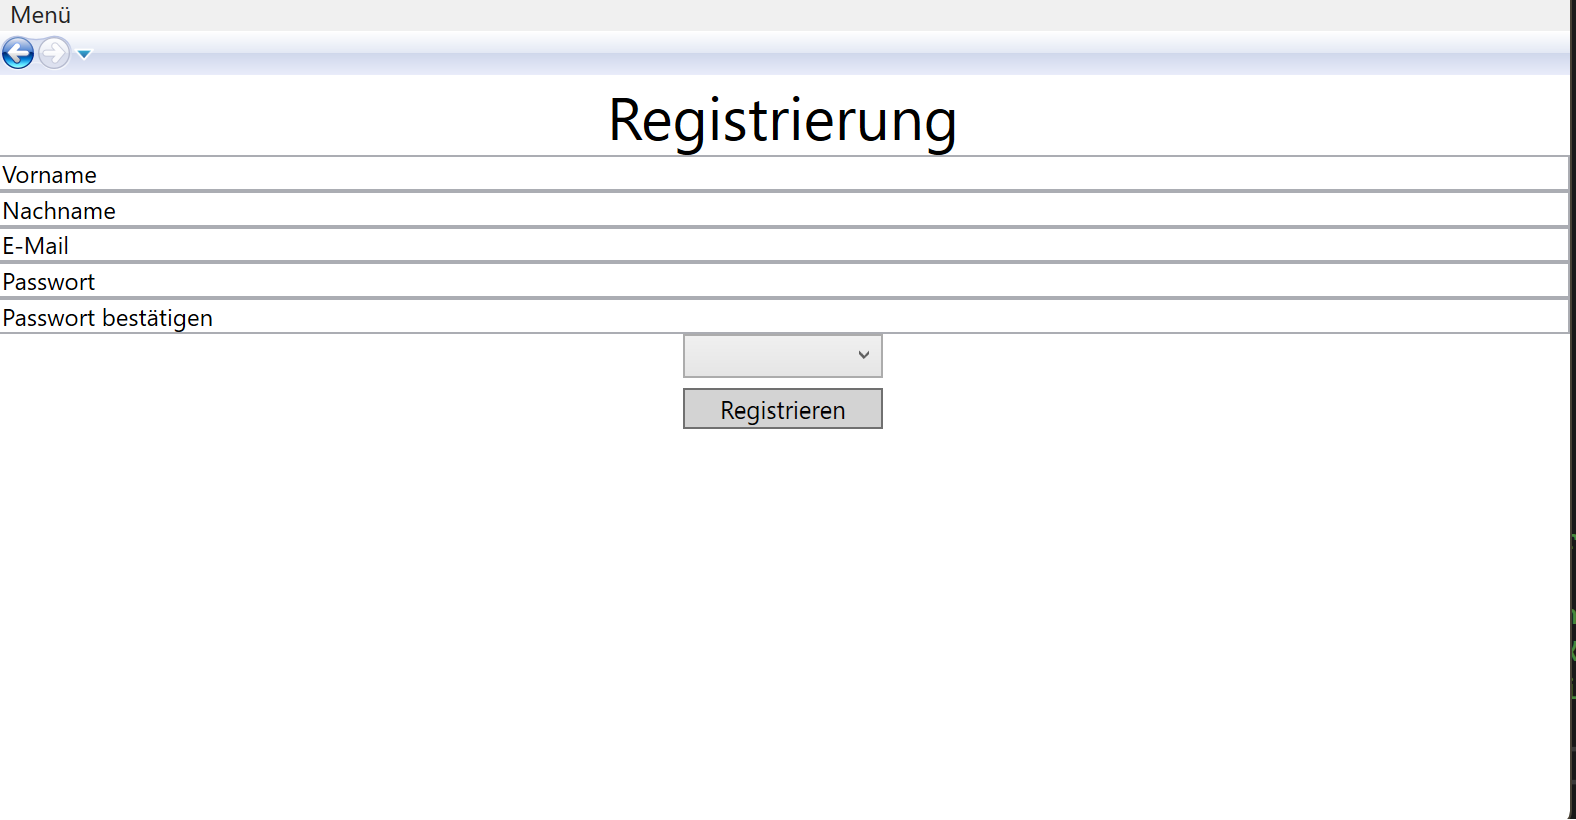 Menü
Registrierung
Vorname
Nachname
E-Mail
Passwort
Passwort bestätigen
Registrieren